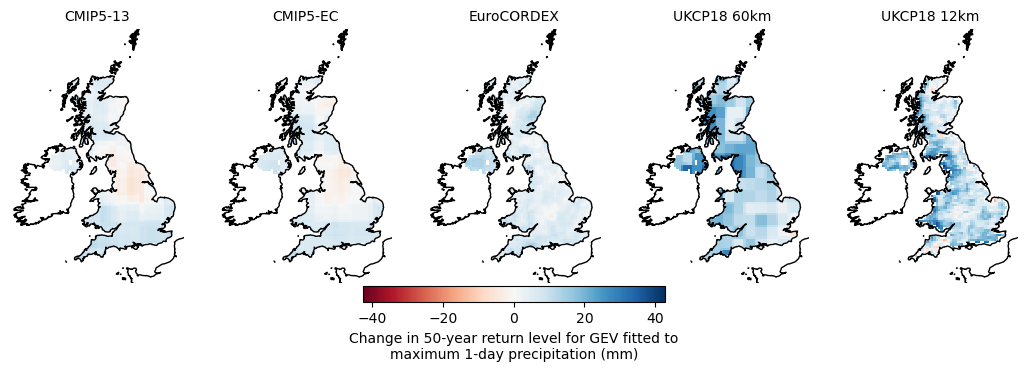 CMIP5-13 CMIP5-EC EuroCORDEX UKCP18 60km UKCP18 12km
−40 −20 0 20 40
Change in 50-year return level for GEV fitted to
maximum 1-day precipitation (mm)